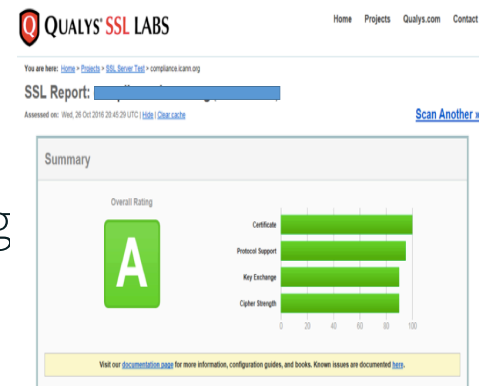 QUALYS® SSL LABS
Home Projects Qualys.com Contact
You are here: Home > Projects > SSL Server Test > compliance.icann.org
SSL Report:
Assessed on: Wed, 26 Oct 2016 20:45:29 UTC | Hide | Clear cache
Scan Another »
Summary
Overall Rating
A
Certificate
Protocol Support
Key Exchange
Cipher Strength
0 20 40 60 80 100
Visit our documentation page for more information, configuration guides, and books. Known issues are documented here.